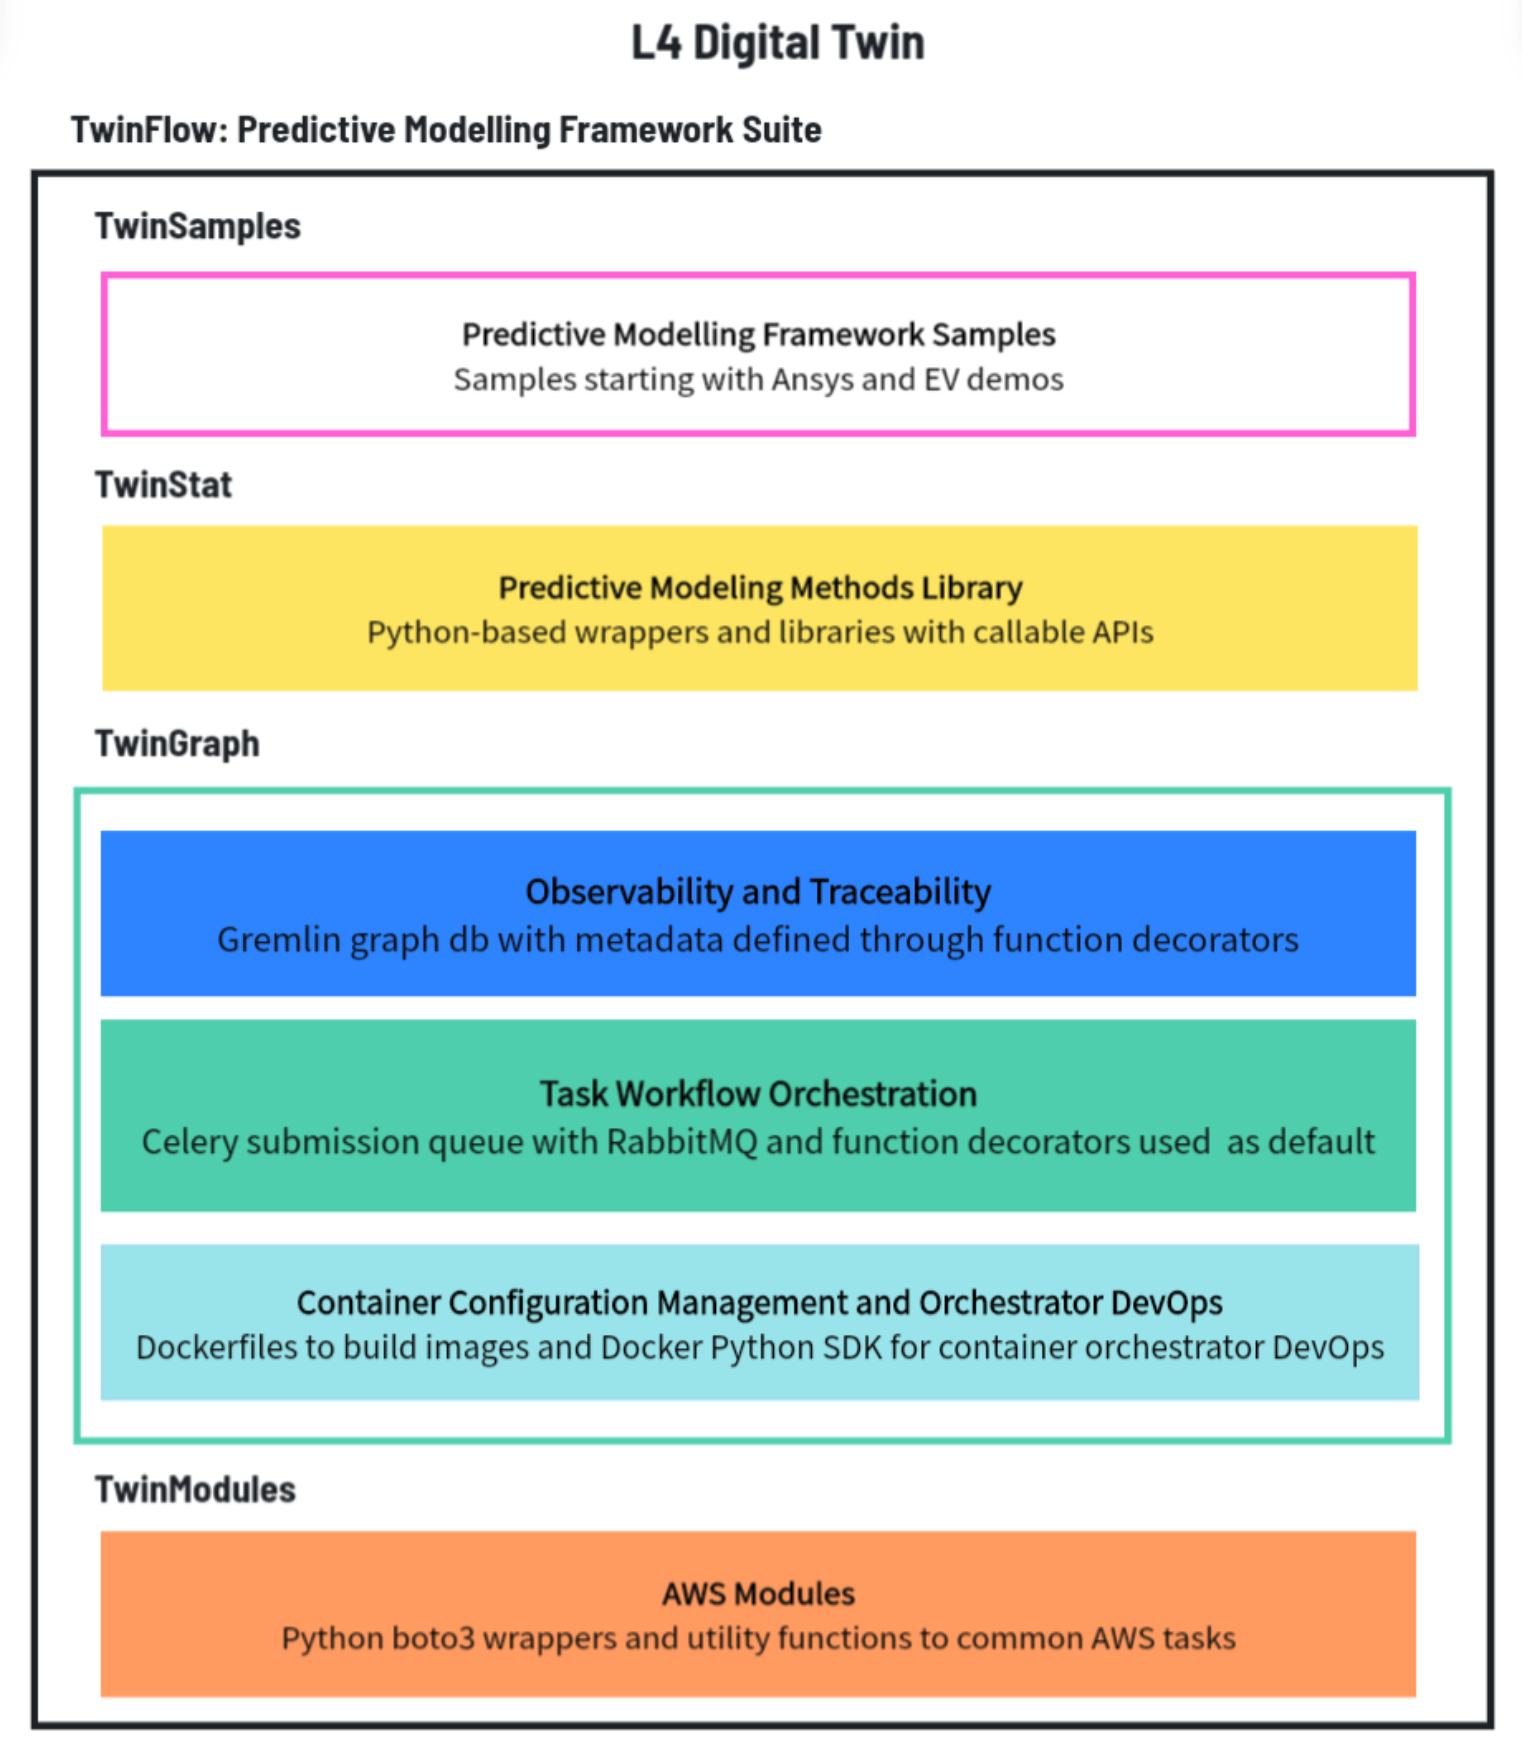 L4 Digital Twin
TwinFlow: Predictive Modelling Framework Suite
TwinSamples
Predictive Modelling Framework Samples
Samples starting with Ansys and EV demos
TwinStat
Predictive Modeling Methods Library
Python-based wrappers and libraries with callable APIs
TwinGraph
Observability and Traceability
Gremlin graph db with metadata defined through function decorators
Task Workflow Orchestration
Celery submission queue with RabbitMQ and function decorators used  as default
Container Configuration Management and Orchestrator DevOps
Dockerfiles to build images and Docker Python SDK for container orchestrator DevOps
TwinModules
AWS Modules
Python boto3 wrappers and utility functions to common AWS tasks